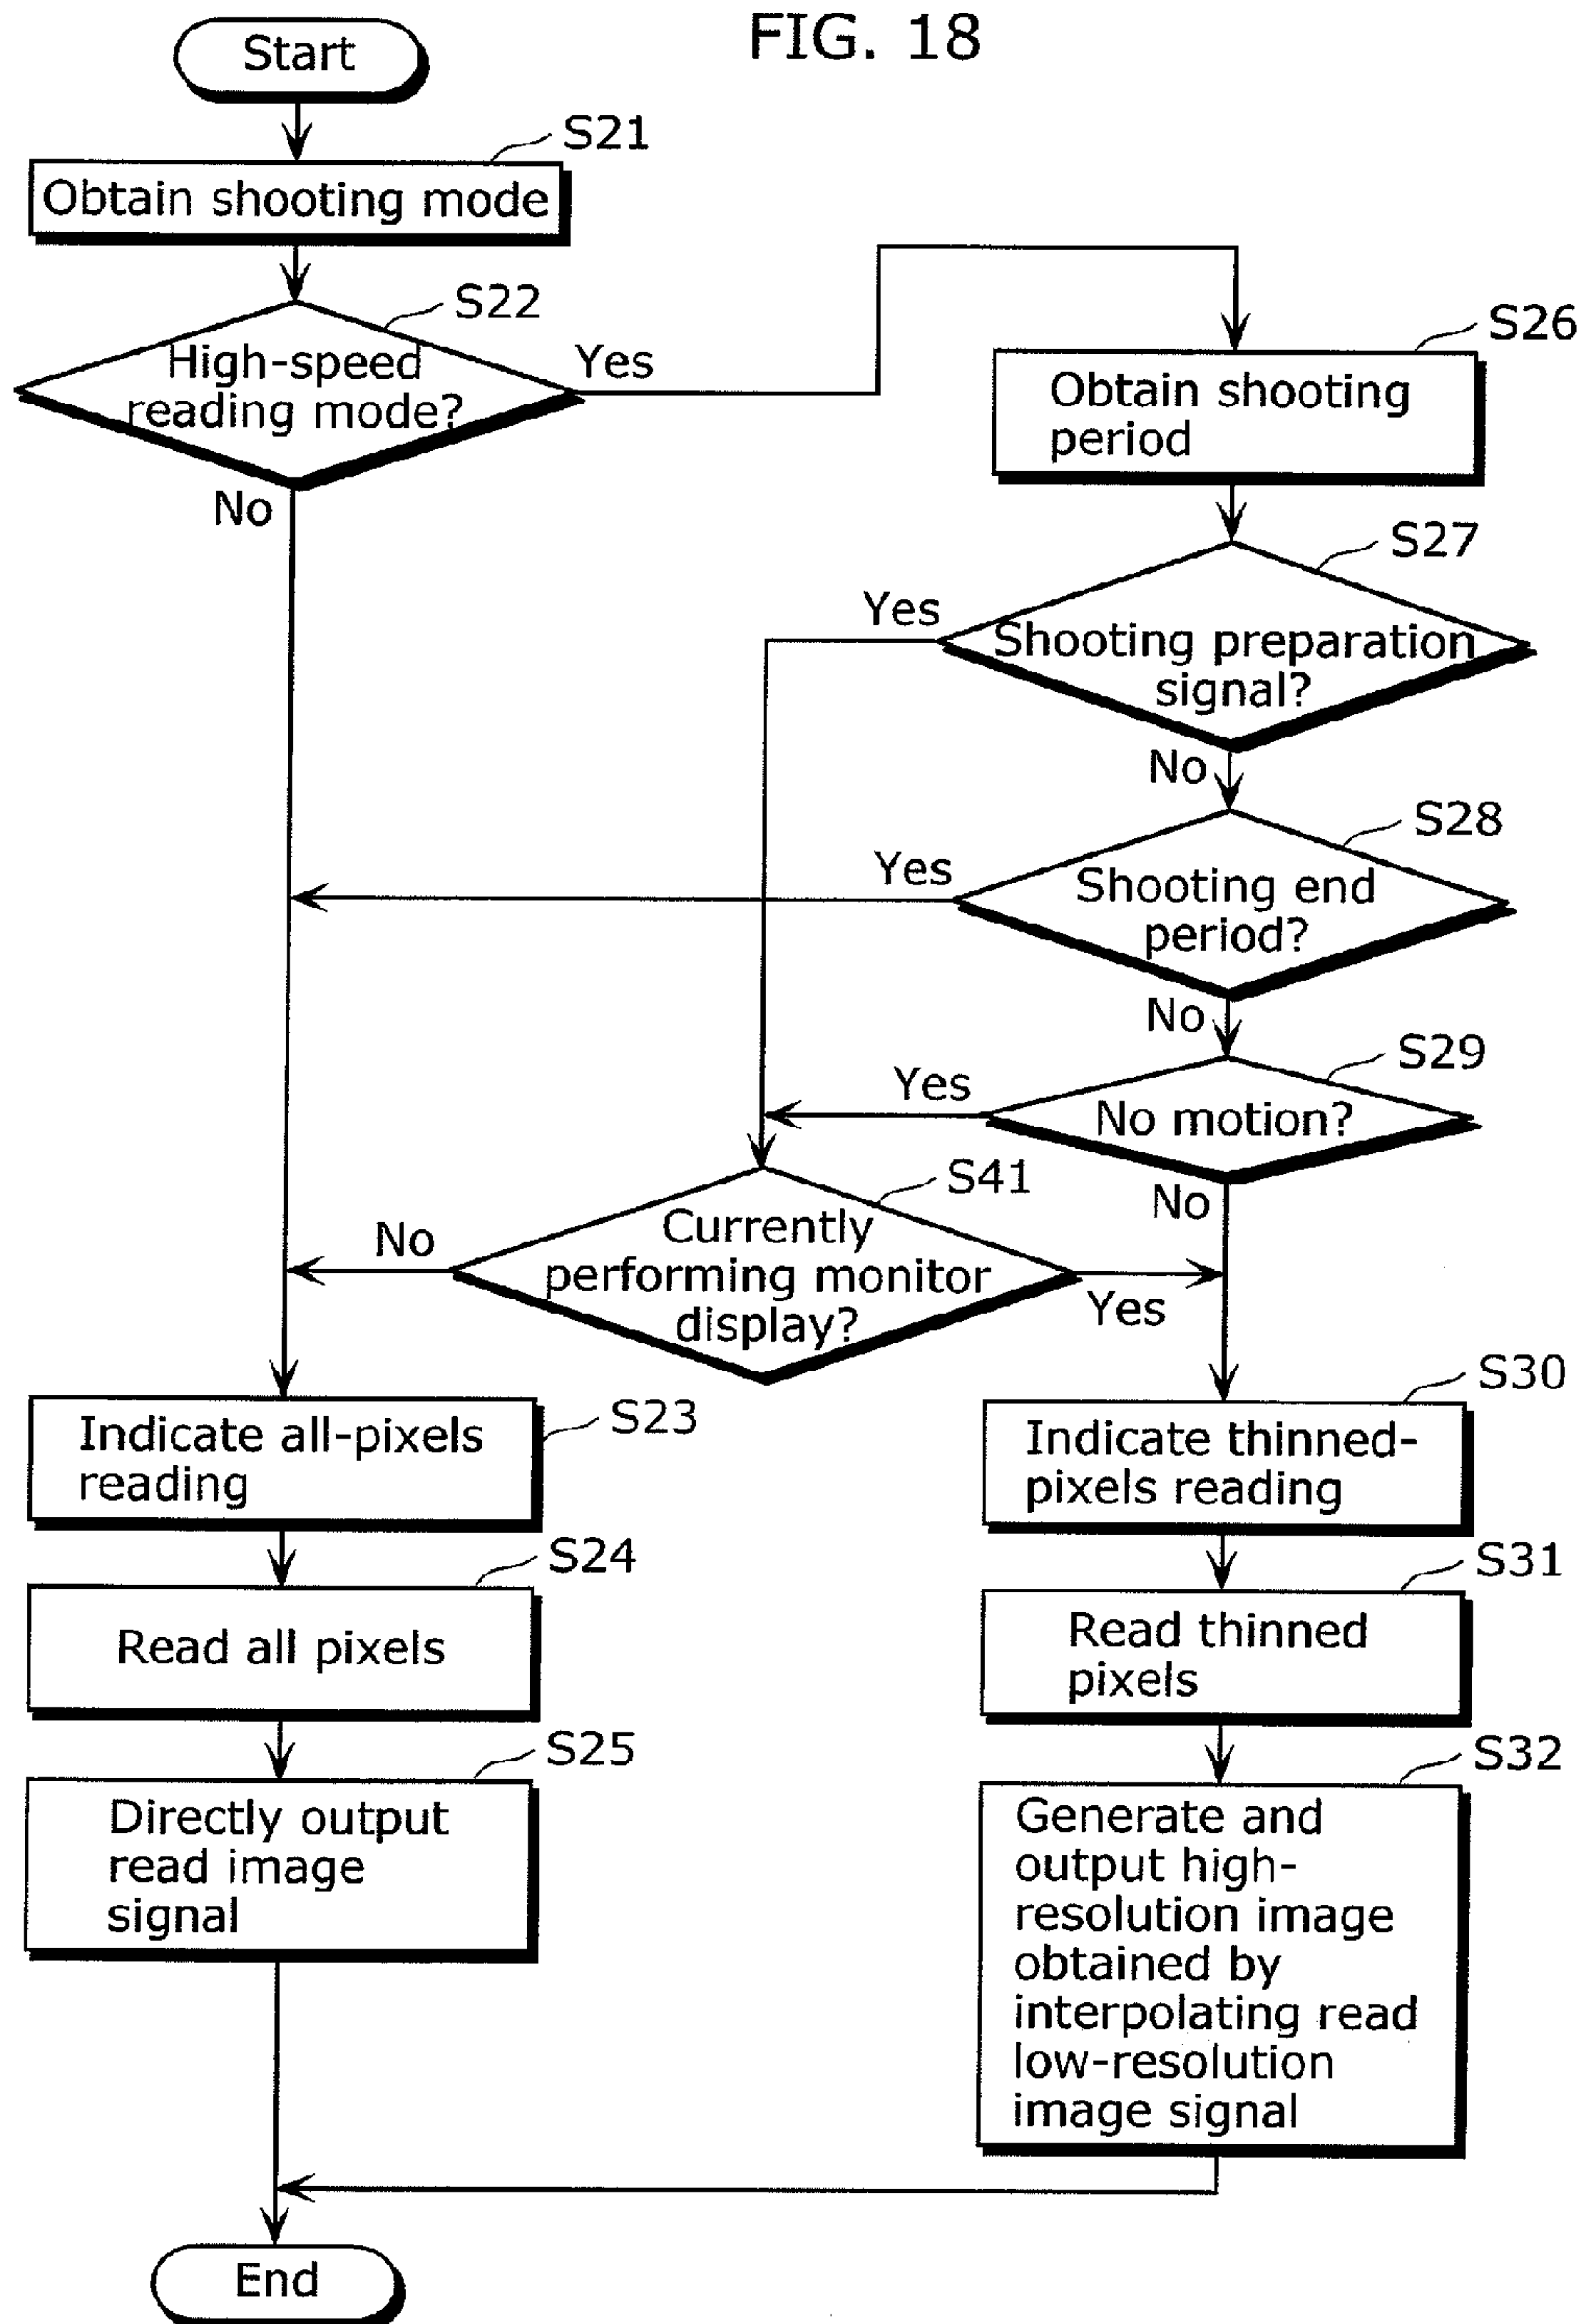 FIG. 18
Start
S21
Obtain shooting mode
S22
High-speed
reading mode?
Yes
No
S26
Obtain shooting
period
S27
Yes
Shooting preparation
signal?
No
S28
Yes
Shooting end
period?
No
S29
Yes
No motion?
No
S41
No
Currently
performing monitor
display?
Yes
S23
Indicate all-pixels
reading
S24
Read all pixels
S25
Directly output
read image
signal
S30
Indicate thinned-
pixels reading
S31
Read thinned
pixels
S32
Generate and
output high-
resolution image
obtained by
interpolating read
low-resolution
image signal
End